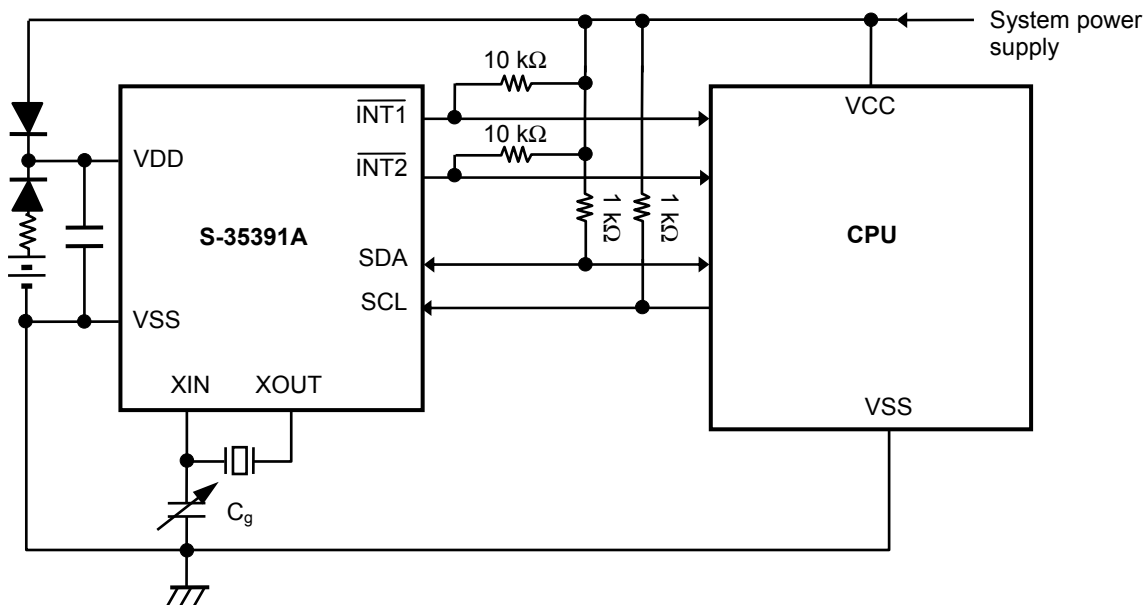 System power
supply
10 kΩ
INT1
VCC
10 kΩ
VDD
INT2
1 kΩ
1 kΩ
S-35391A
CPU
SDA
SCL
VSS
XIN XOUT
VSS
Cg